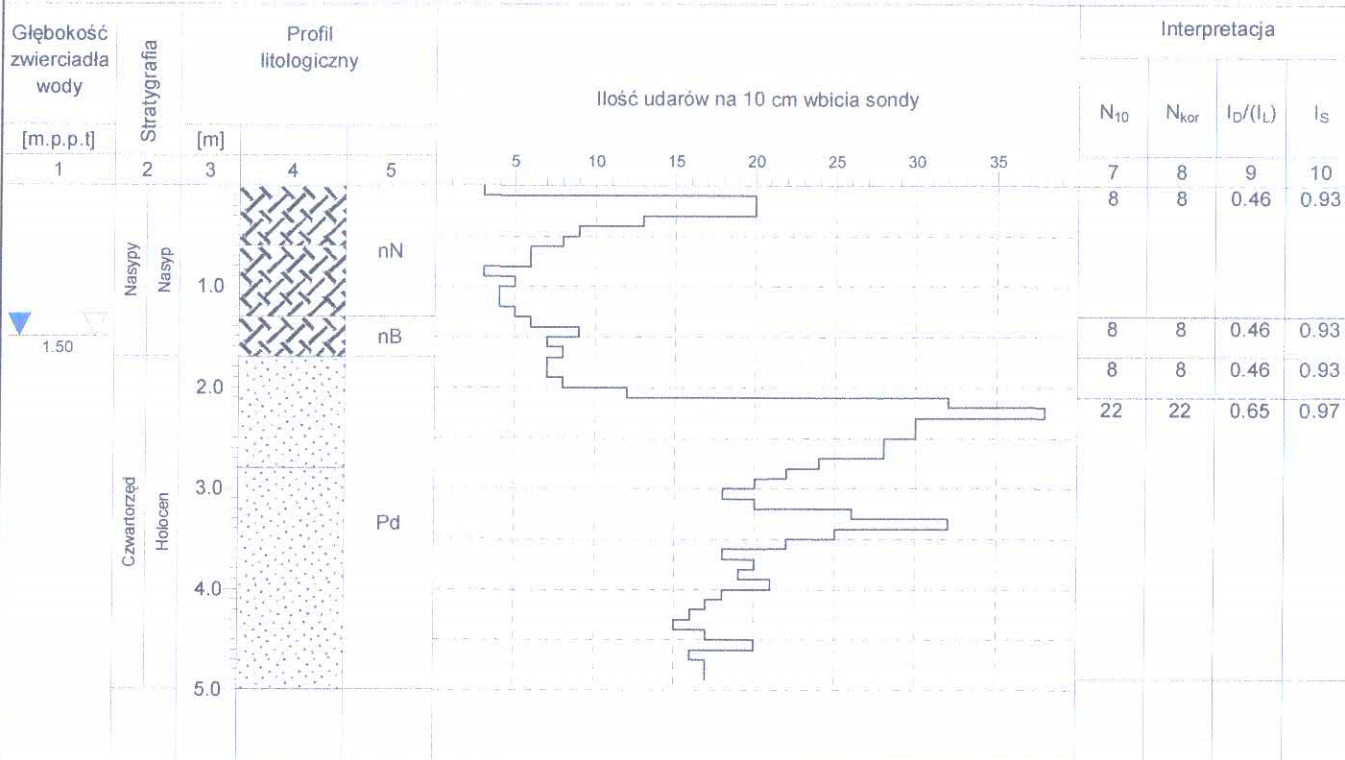 Głębokość zwierciadła wody
[m.p.p.t]
1
Stratygrafia
2
Profil litologiczny
[m]
3
4
5
Ilość udarów na 10 cm wbicia sondy
5 10 15 20 25 30 35
Interpretacja
N10 Nkor ID/(IL) IS
7 8 9 10
8 8 0.46 0.93
Nasypy
Nasyp
nN
1.0
1.50
nB
8 8 0.46 0.93
8 8 0.46 0.93
2.0
22 22 0.65 0.97
Czwartorzęd
Holocen
3.0
Pd
4.0
5.0